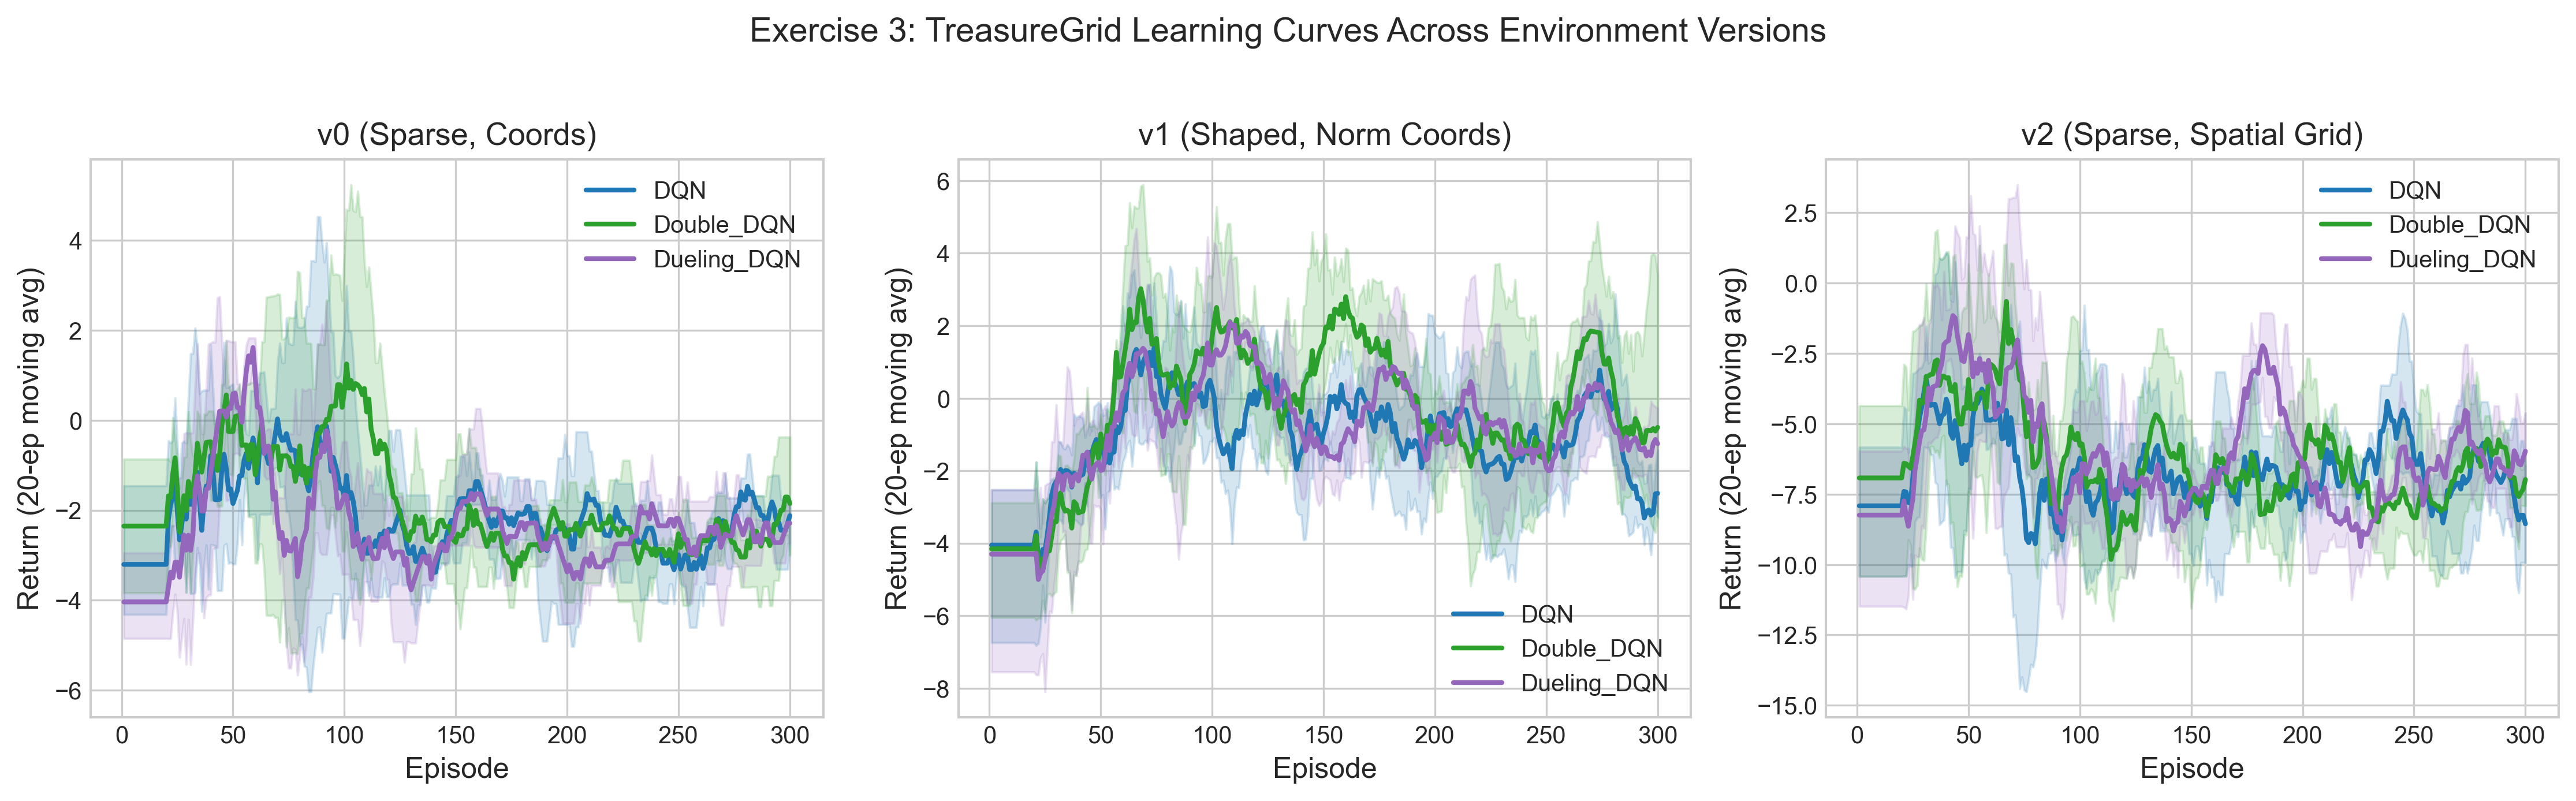 Exercise 3: TreasureGrid Learning Curves Across Environment Versions
v0 (Sparse, Coords)
Return (20-ep moving avg)
4
2
0
−2
−4
−6
DQN
Double_DQN
Dueling_DQN
0 50 100 150 200 250 300
Episode
v1 (Shaped, Norm Coords)
Return (20-ep moving avg)
6
4
2
0
−2
−4
−6
−8
DQN
Double_DQN
Dueling_DQN
0 50 100 150 200 250 300
Episode
v2 (Sparse, Spatial Grid)
Return (20-ep moving avg)
2.5
0.0
−2.5
−5.0
−7.5
−10.0
−12.5
−15.0
DQN
Double_DQN
Dueling_DQN
0 50 100 150 200 250 300
Episode